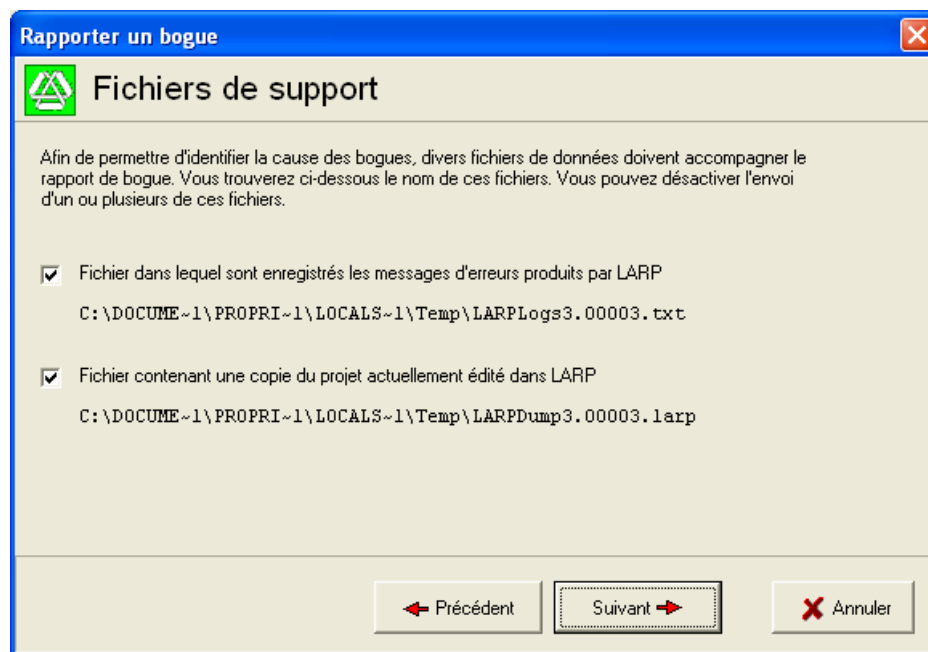 Rapporter un bogue
Fichiers de support
Afin de permettre d'identifier la cause des bogues, divers fichiers de données doivent accompagner le
rapport de bogue. Vous trouverez ci-dessous le nom de ces fichiers. Vous pouvez désactiver l'envoi
d'un ou plusieurs de ces fichiers.
Fichier dans lequel sont enregistrés les messages d'erreurs produits par LARP
C:\DOCUME~1\PROPRI~1\LOCALS~1\Temp\LARPLogs3.00003.txt
Fichier contenant une copie du projet actuellement édité dans LARP
C:\DOCUME~1\PROPRI~1\LOCALS~1\Temp\LARPDump3.00003.larp
Précédent
Suivant
Annuler